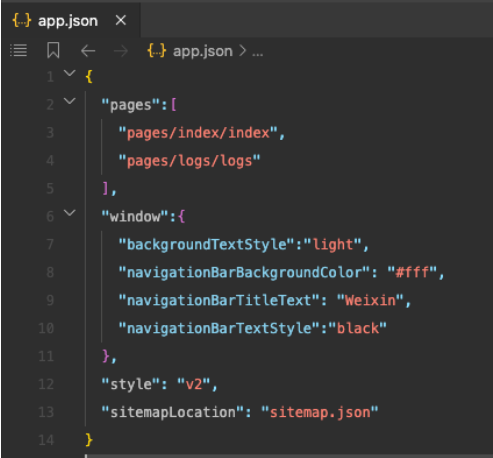 {..} app.json ×
{..} app.json > ...
1 {
2 "pages":[
3 "pages/index/index",
4 "pages/logs/logs"
5 ],
6 "window":{
7 "backgroundTextStyle":"light",
8 "navigationBarBackgroundColor": "#fff",
9 "navigationBarTitleText": "Weixin",
10 "navigationBarTextStyle":"black"
11 },
12 "style": "v2",
13 "sitemapLocation": "sitemap.json"
14 }